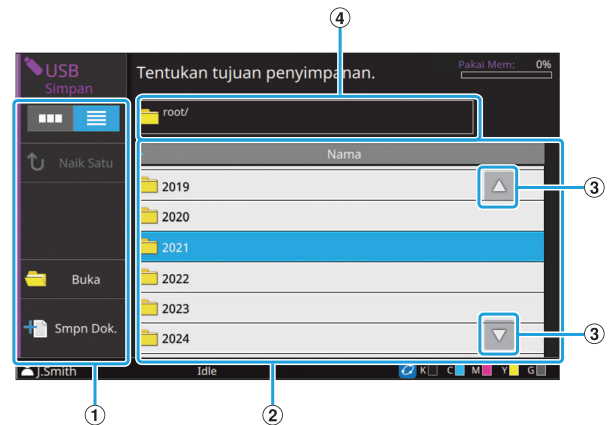 ④
USB
Simpan
Tentukan tujuan penyimpanan.
Pakai Mem: 0%
root/
Nama
Naik Satu
2019
③
2020
2021
Buka
2022
2023
Smpn Dok.
2024
③
J.Smith
Idle
K C M Y G
①
②